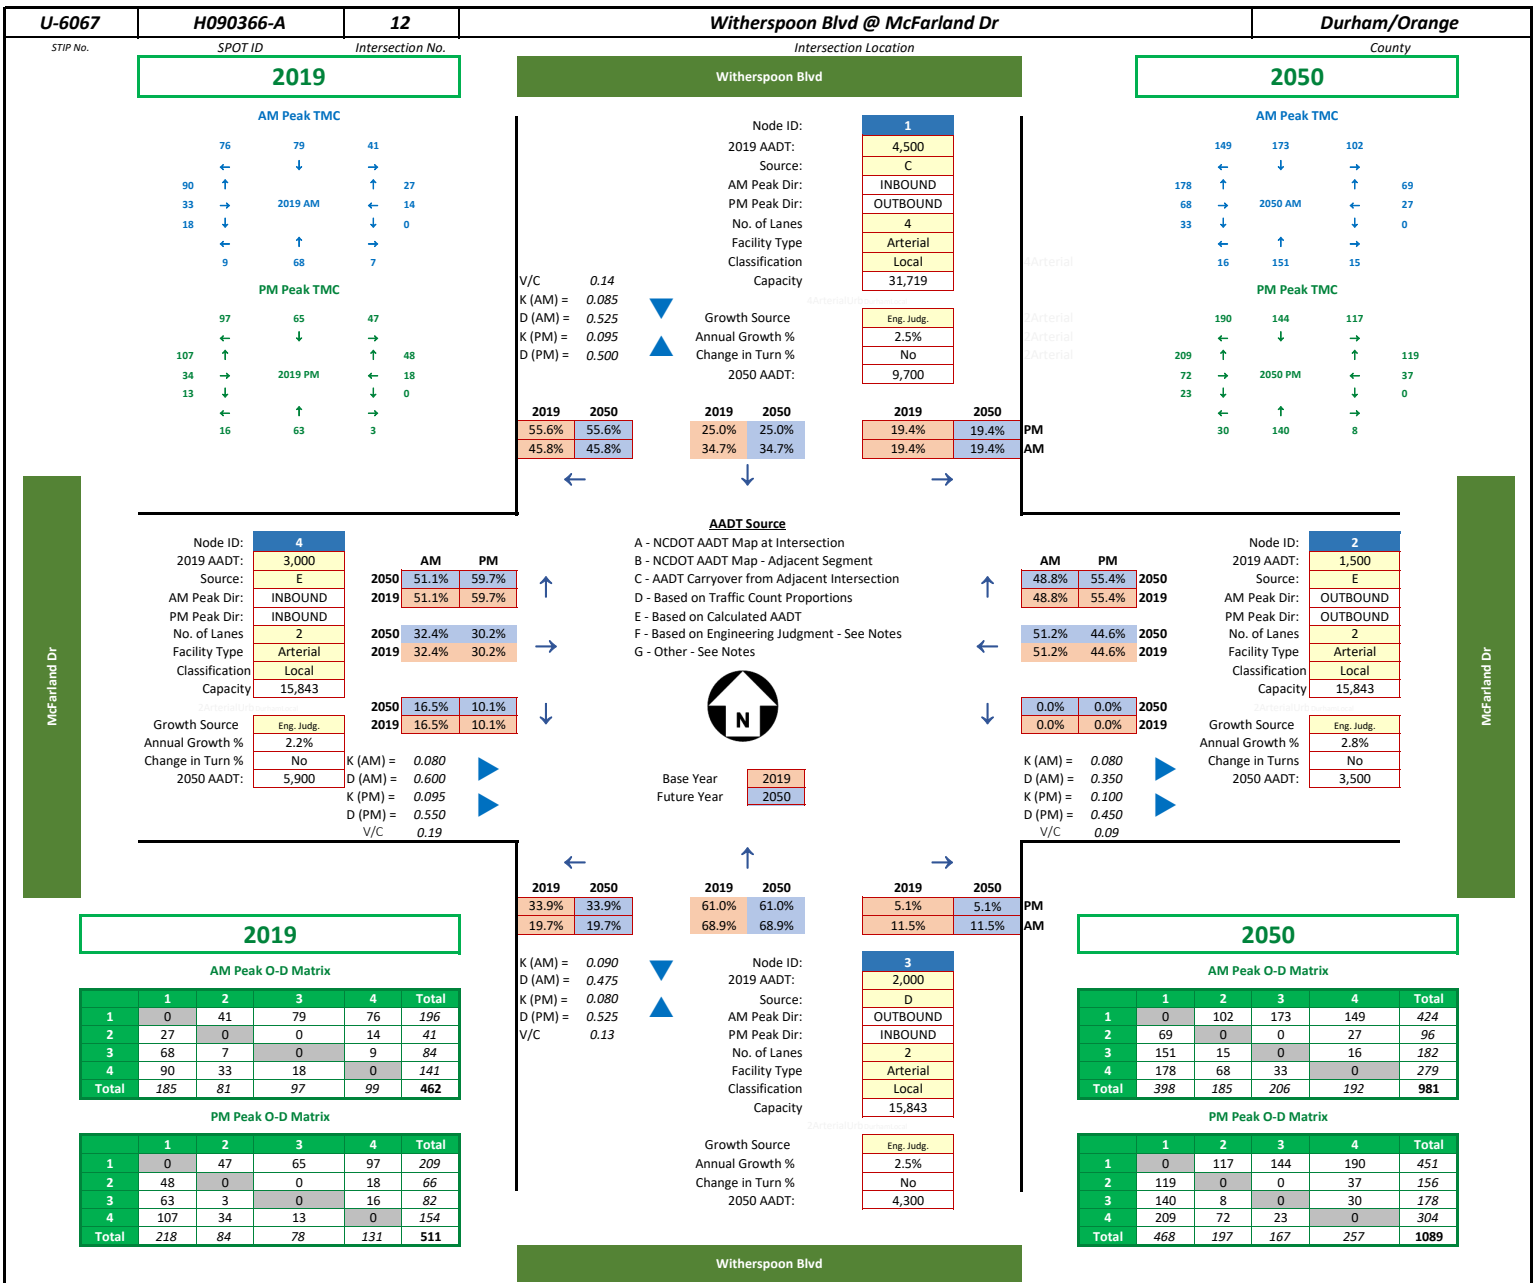 U-6067 H090366-A 12 Witherspoon Blvd @ McFarland Dr Durham/Orange
STIP No. SPOT ID Intersection No. Intersection Location County
2019
AM Peak TMC
76 79 41
← ↓ →
90 ↑ ↑ 27
33 → 2019 AM ← 14
18 ↓ ↓ 0
← ↑ →
9 68 7
PM Peak TMC
97 65 47
← ↓ →
107 ↑ ↑ 48
34 → 2019 PM ← 18
13 ↓ ↓ 0
← ↑ →
16 63 3
Witherspoon Blvd
Node ID: 1
2019 AADT: 4,500
Source: C
AM Peak Dir: INBOUND
PM Peak Dir: OUTBOUND
No. of Lanes 4
Facility Type Arterial
Classification Local
Capacity 31,719
V/C 0.14
K (AM) = 0.085
D (AM) = 0.525
K (PM) = 0.095
D (PM) = 0.500
Growth Source Eng. Judg.
Annual Growth % 2.5%
Change in Turn % No
2050 AADT: 9,700
2019 2050 2019 2050 2019 2050
55.6% 55.6% 25.0% 25.0% 19.4% 19.4% PM
45.8% 45.8% 34.7% 34.7% 19.4% 19.4% AM
← ↓ →
2050
AM Peak TMC
149 173 102
← ↓ →
178 ↑ ↑ 69
68 → 2050 AM ← 27
33 ↓ ↓ 0
← ↑ →
16 151 15
4Arterial
PM Peak TMC
2Arterial
2Arterial
190 144 117
← ↓ →
209 ↑ ↑ 119
72 → 2050 PM ← 37
23 ↓ ↓ 0
← ↑ →
30 140 8
McFarland Dr
Node ID: 4
2019 AADT: 3,000
Source: E
AM Peak Dir: INBOUND
PM Peak Dir: INBOUND
No. of Lanes 2
Facility Type Arterial
Classification Local
Capacity 15,843
Growth Source Eng. Judg.
Annual Growth % 2.2%
Change in Turn % No
2050 AADT: 5,900
AM PM
2050 51.1% 59.7% ↑
2019 51.1% 59.7%
2050 32.4% 30.2% →
2019 32.4% 30.2%
2050 16.5% 10.1% ↓
2019 16.5% 10.1%
K (AM) = 0.080
D (AM) = 0.600
K (PM) = 0.095
D (PM) = 0.550
V/C 0.19
AADT Source
A - NCDOT AADT Map at Intersection
B - NCDOT AADT Map - Adjacent Segment
C - AADT Carryover from Adjacent Intersection
D - Based on Traffic Count Proportions
E - Based on Calculated AADT
F - Based on Engineering Judgment - See Notes
G - Other - See Notes
N
Base Year 2019
Future Year 2050
AM PM
↑ 48.8% 55.4% 2050
48.8% 55.4% 2019
← 51.2% 44.6% 2050
51.2% 44.6% 2019
↓ 0.0% 0.0% 2050
0.0% 0.0% 2019
K (AM) = 0.080
D (AM) = 0.350
K (PM) = 0.100
D (PM) = 0.450
V/C 0.09
Node ID: 2
2019 AADT: 1,500
Source: E
AM Peak Dir: OUTBOUND
PM Peak Dir: OUTBOUND
No. of Lanes 2
Facility Type Arterial
Classification Local
Capacity 15,843
Growth Source Eng. Judg.
Annual Growth % 2.8%
Change in Turns No
2050 AADT: 3,500
McFarland Dr
← ↑ →
2019 2050 2019 2050 2019 2050
33.9% 33.9% 61.0% 61.0% 5.1% 5.1% PM
19.7% 19.7% 68.9% 68.9% 11.5% 11.5% AM
K (AM) = 0.090
D (AM) = 0.475
K (PM) = 0.080
D (PM) = 0.525
V/C 0.13
Node ID: 3
2019 AADT: 2,000
Source: D
AM Peak Dir: OUTBOUND
PM Peak Dir: INBOUND
No. of Lanes 2
Facility Type Arterial
Classification Local
Capacity 15,843
Growth Source Eng. Judg.
Annual Growth % 2.5%
Change in Turn % No
2050 AADT: 4,300
Witherspoon Blvd
2019
AM Peak O-D Matrix
1 2 3 4 Total
1 0 41 79 76 196
2 27 0 0 14 41
3 68 7 0 9 84
4 90 33 18 0 141
Total 185 81 97 99 462
PM Peak O-D Matrix
1 2 3 4 Total
1 0 47 65 97 209
2 48 0 0 18 66
3 63 3 0 16 82
4 107 34 13 0 154
Total 218 84 78 131 511
2050
AM Peak O-D Matrix
1 2 3 4 Total
1 0 102 173 149 424
2 69 0 0 27 96
3 151 15 0 16 182
4 178 68 33 0 279
Total 398 185 206 192 981
PM Peak O-D Matrix
1 2 3 4 Total
1 0 117 144 190 451
2 119 0 0 37 156
3 140 8 0 30 178
4 209 72 23 0 304
Total 468 197 167 257 1089